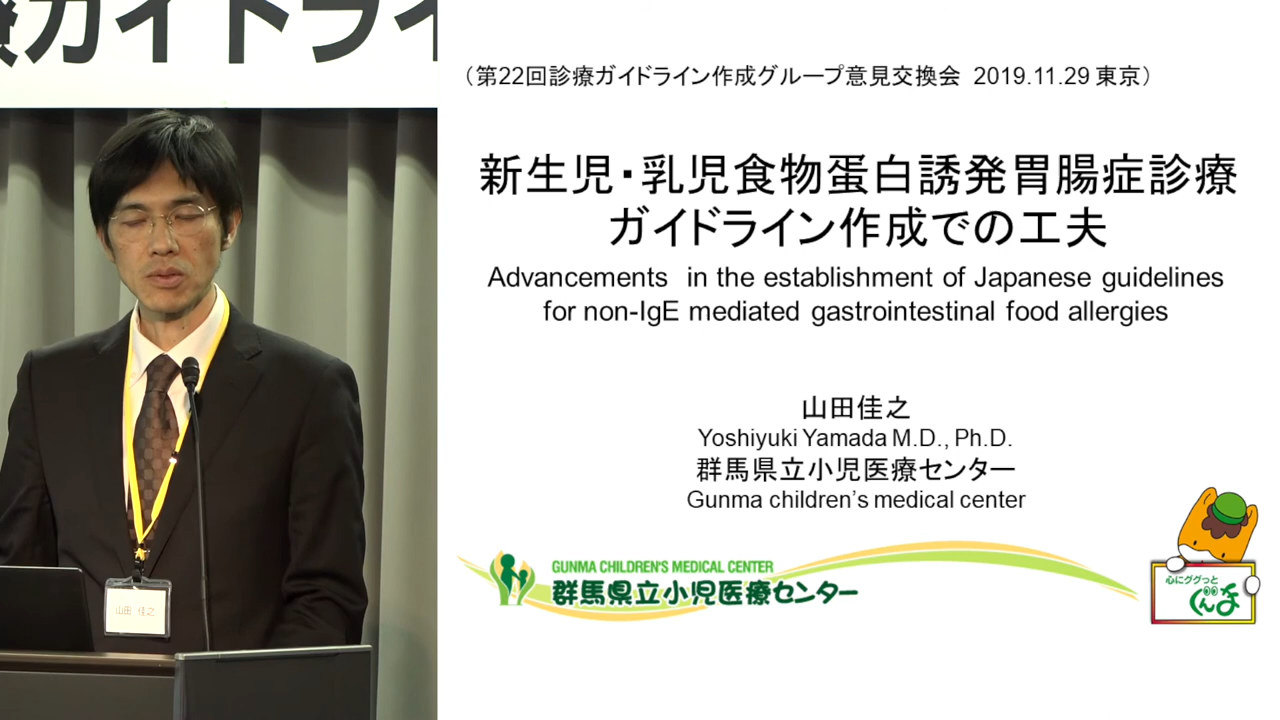 療ガイドライ
（第22回診療ガイドライン作成グループ意見交換会 2019.11.29 東京）
新生児・乳児食物蛋白誘発胃腸症診療
ガイドライン作成での工夫
Advancements in the establishment of Japanese guidelines
for non-IgE mediated gastrointestinal food allergies
山田佳之
Yoshiyuki Yamada M.D., Ph.D.
群馬県立小児医療センター
Gunma children's medical center
GUNMA CHILDREN'S MEDICAL CENTER
群馬県立小児医療センター
心にググっと
ぐんま
山田 佳之